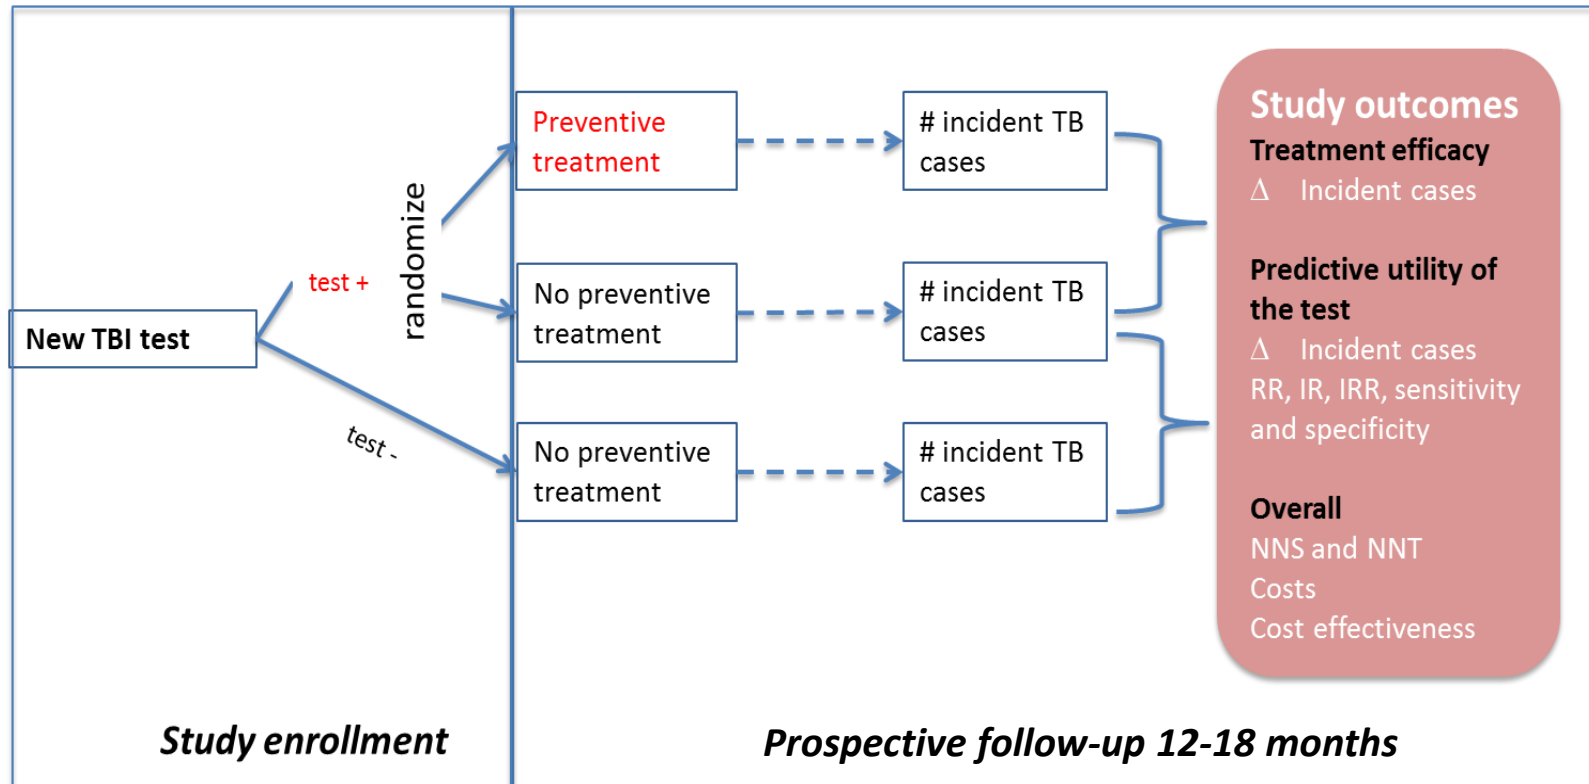 New TBI test
test +
test -
randomize
Preventive
treatment
No preventive
treatment
No preventive
treatment
# incident TB
cases
# incident TB
cases
# incident TB
cases
Study outcomes
Treatment efficacy
Δ Incident cases
Predictive utility of
the test
Δ Incident cases
RR, IR, IRR, sensitivity
and specificity
Overall
NNS and NNT
Costs
Cost effectiveness
Study enrollment
Prospective follow-up 12-18 months